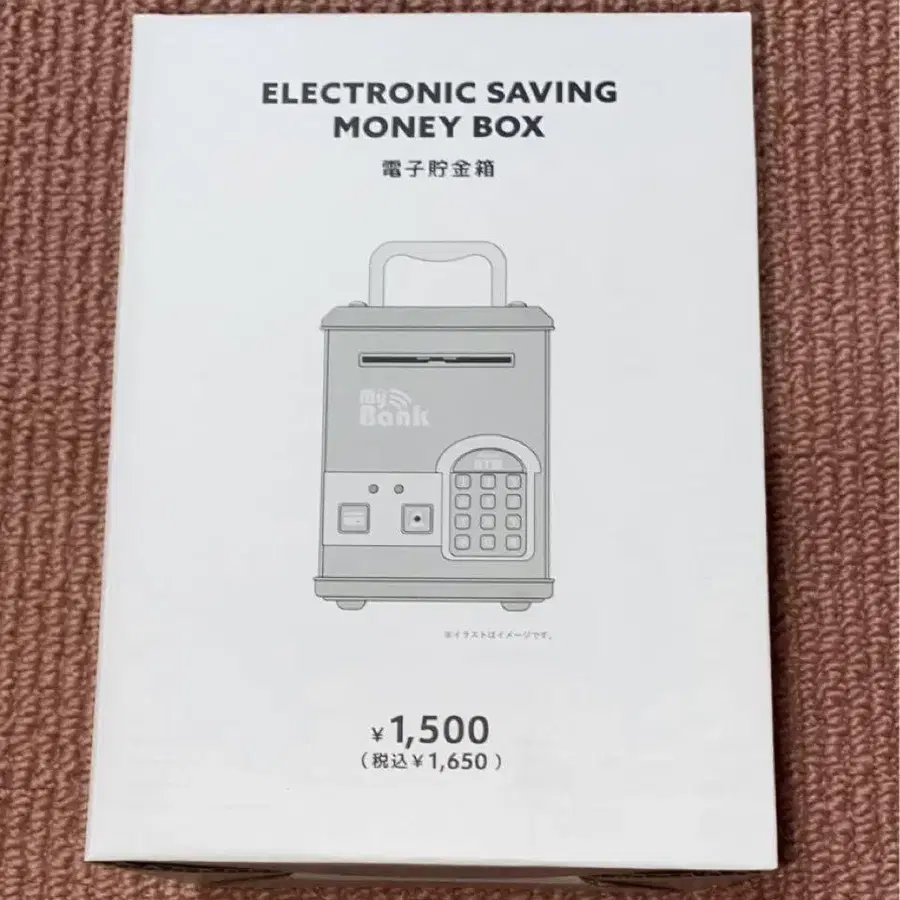 ELECTRONIC SAVING
MONEY BOX
電子貯金箱
My
Bank
ATM
※イラストはイメージです。
¥1,500
（税込¥1,650）